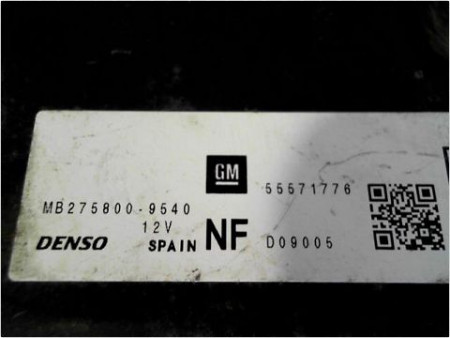 GM 55571776
MB275800-9540
12V
DENSO SPAIN NF D09005